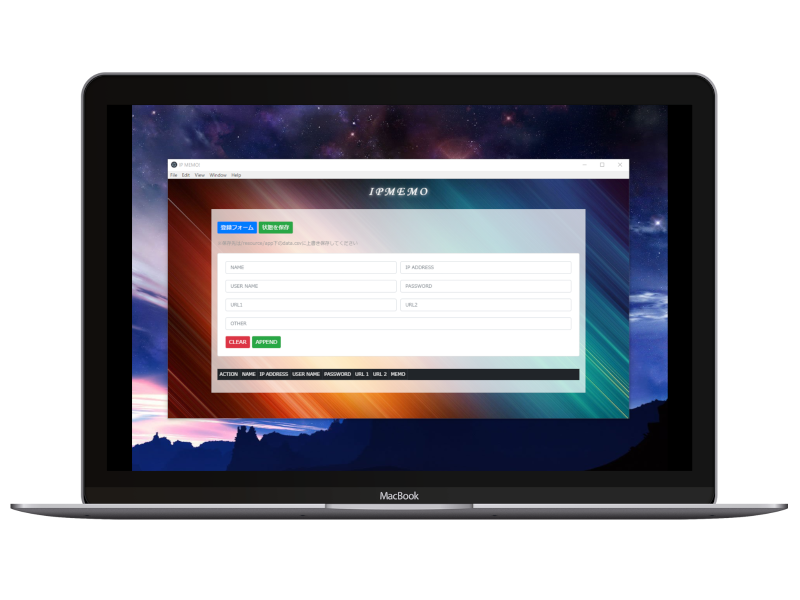 IP MEMO
File Edit View Window Help
IPMEMO
登録フォーム 状態を保存
NAME IP ADDRESS
USER NAME PASSWORD
URL1 URL2
OTHER
CLEAR APPEND
ACTION NAME IP ADDRESS USER NAME PASSWORD URL 1 URL 2 MEMO
MacBook